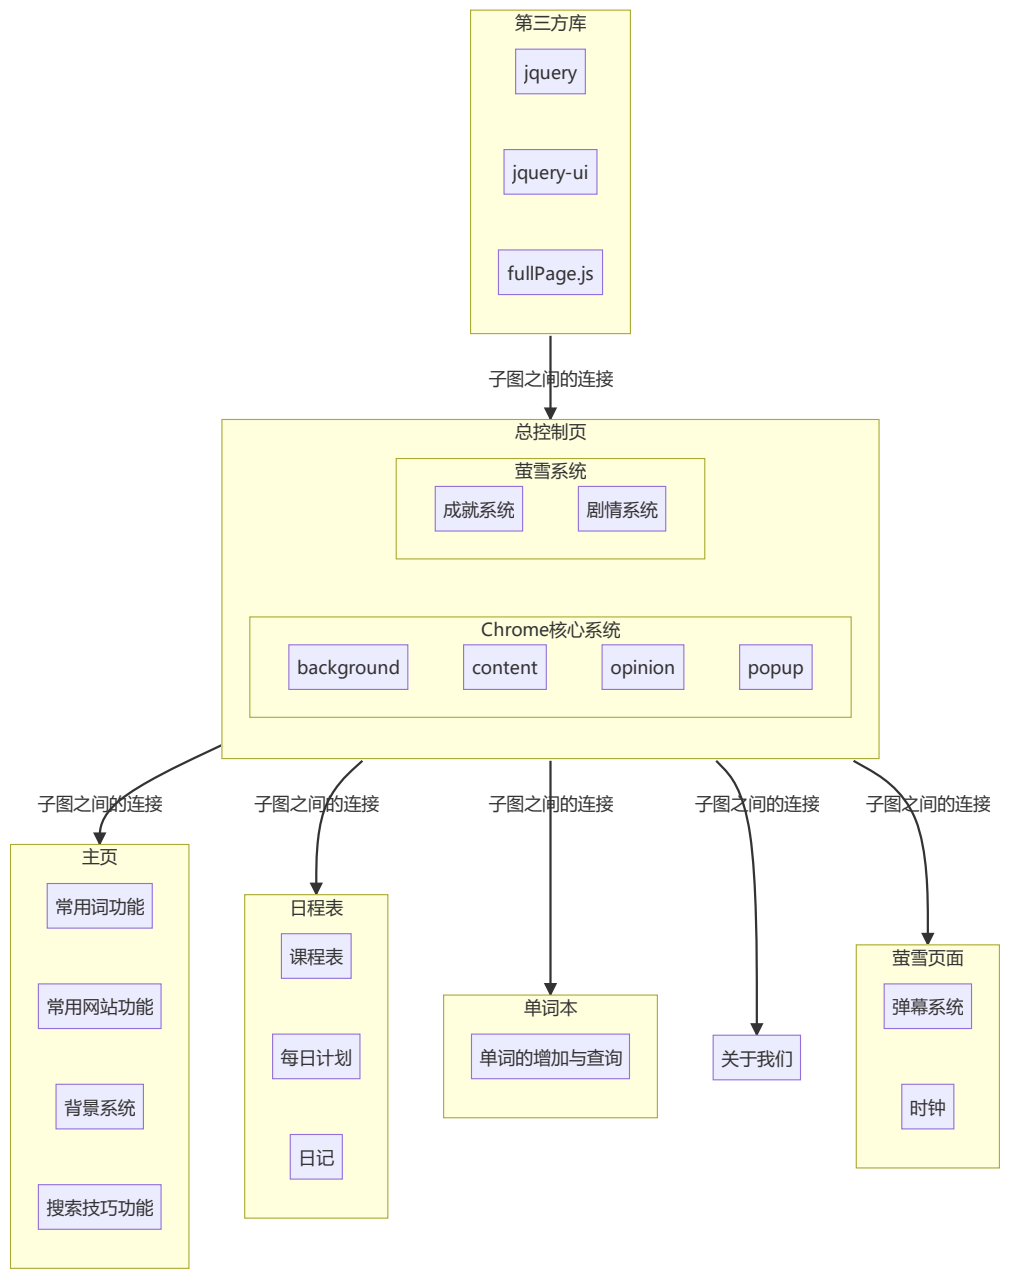 第三方库
jquery
jquery-ui
fullPage.js
子图之间的连接
总控制页
萤雪系统
成就系统 剧情系统
Chrome核心系统
background content opinion popup
子图之间的连接 子图之间的连接 子图之间的连接 子图之间的连接 子图之间的连接
主页
常用词功能
常用网站功能
背景系统
搜索技巧功能
日程表
课程表
每日计划
日记
单词本
单词的增加与查询
关于我们
萤雪页面
弹幕系统
时钟